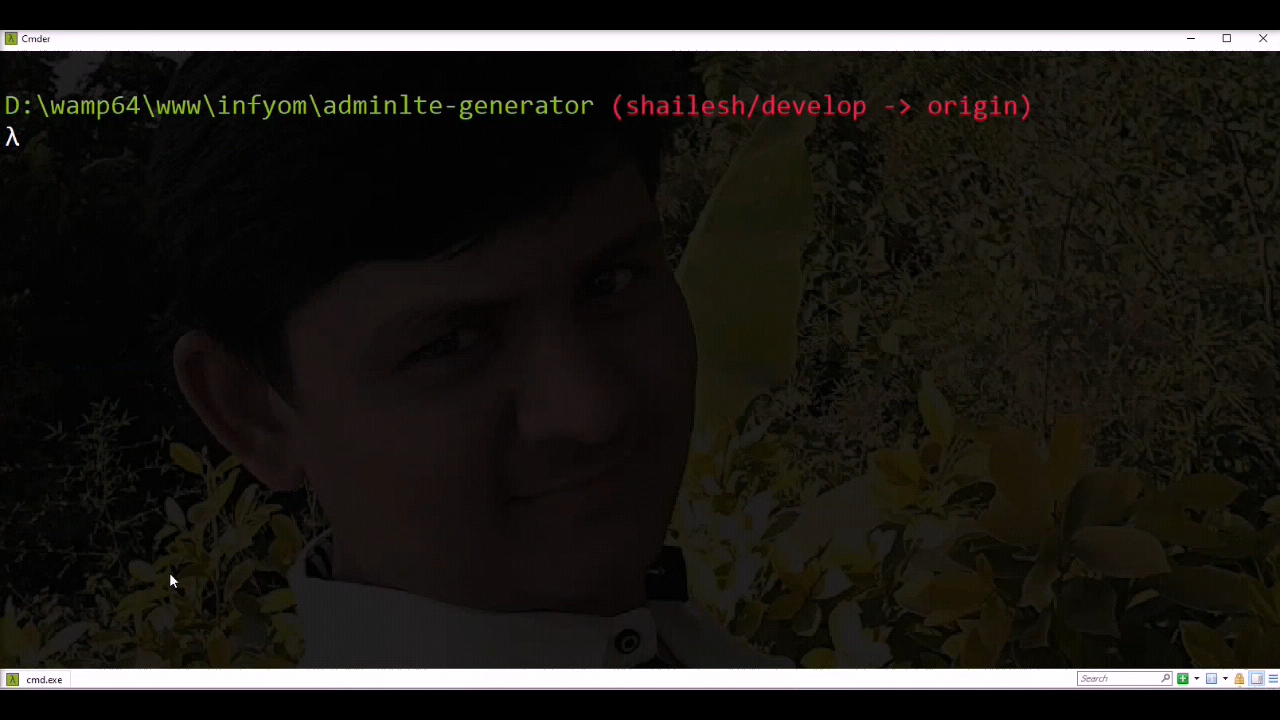 Cmder
D:\wamp64\www\infyom\adminlte-generator (shailesh/develop -> origin)
λ
cmd.exe
Search